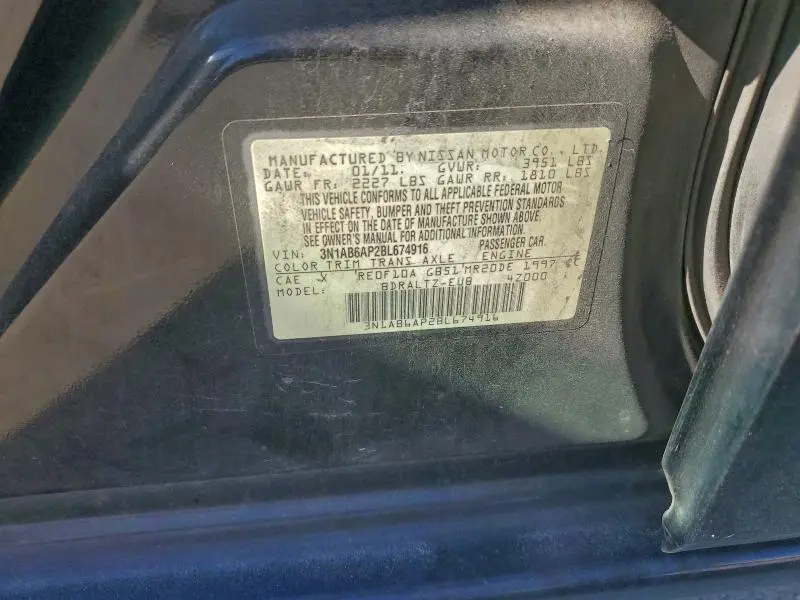 MANUFACTURED BY NISSAN MOTOR CO., LTD.
DATE: 01/11. GVWR: 3951 LBS
GAWR FR: 2227 LBS GAWR RR: 1810 LBS
THIS VEHICLE CONFORMS TO ALL APPLICABLE FEDERAL MOTOR
VEHICLE SAFETY, BUMPER AND THEFT PREVENTION STANDARDS
IN EFFECT ON THE DATE OF MANUFACTURE SHOWN ABOVE.
SEE OWNER'S MANUAL FOR ADDITIONAL INFORMATION.
VIN: 3N1AB6AP2BL674916 PASSENGER CAR.
COLOR TRIM TRANS AXLE - ENGINE
CAE X RE0F10A GB51 MR20DE 1997 cc
MODEL: BDRALTZ-EUB 4Z000
3N1AB6AP2BL674916